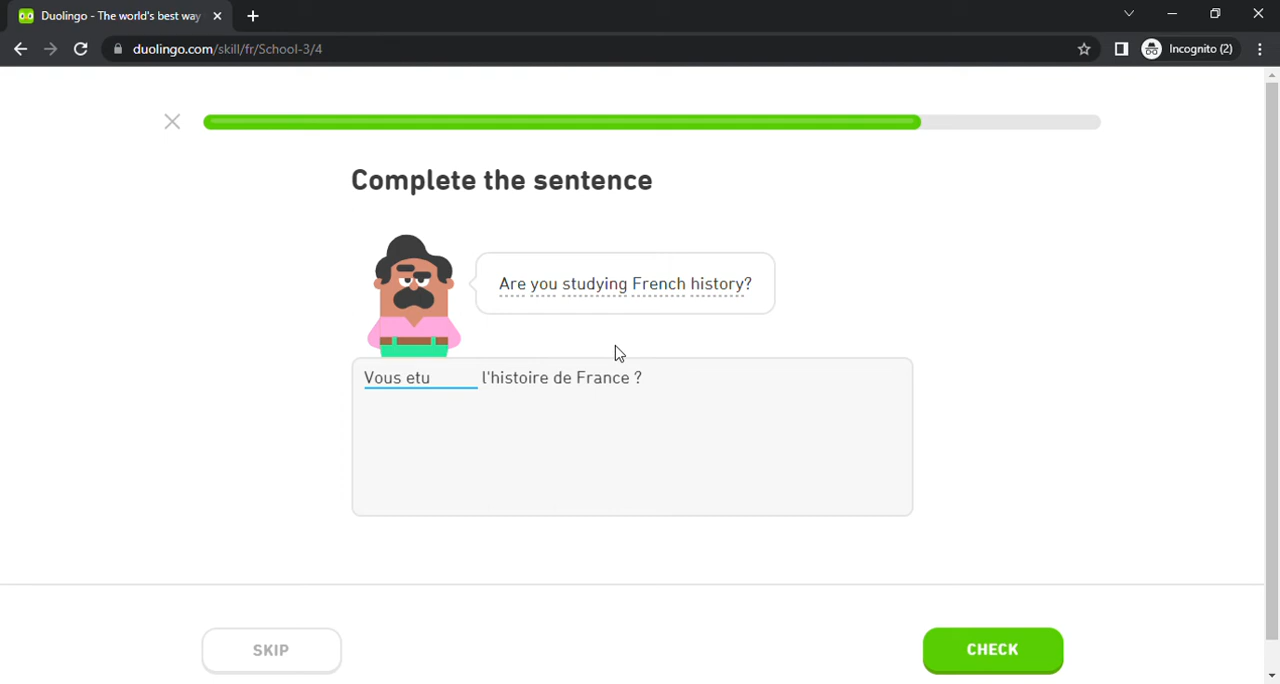 Duolingo - The world's best way
duolingo.com/skill/fr/School-3/4
Incognito (2)
Complete the sentence
Are you studying French history?
Vous etu l'histoire de France ?
SKIP
CHECK